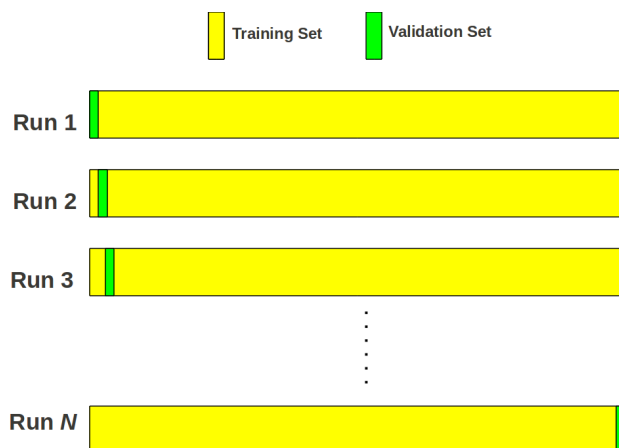 Training Set
Validation Set
Run 1
Run 2
Run 3
Run N